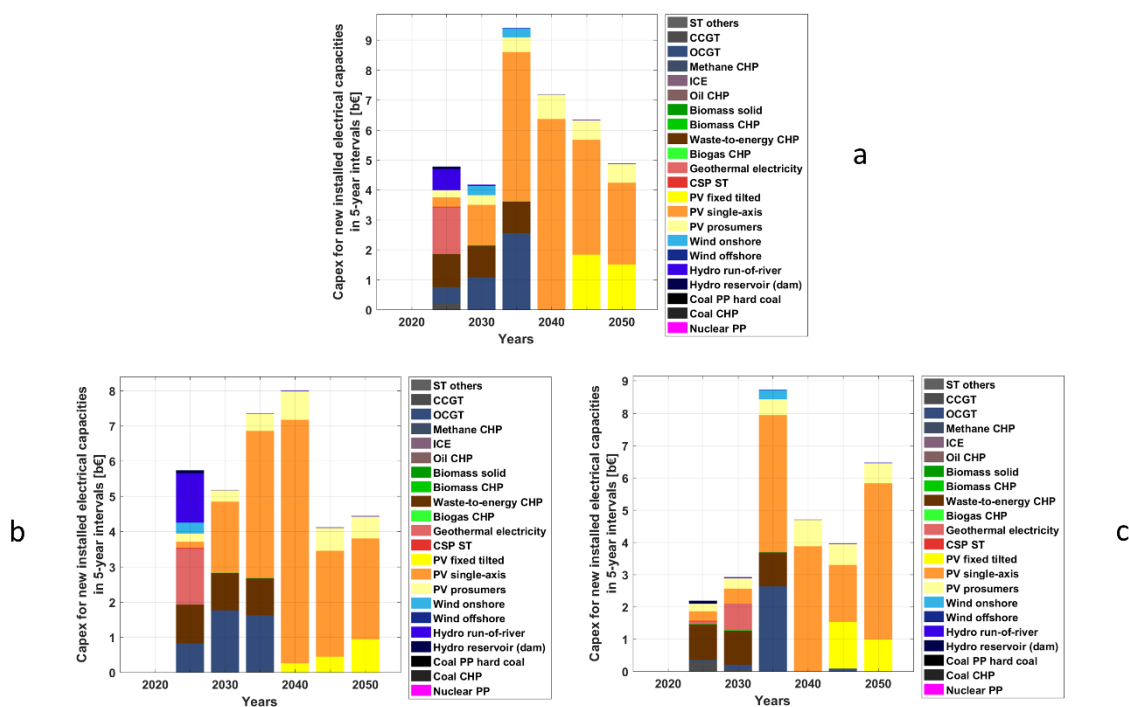 Capex for new installed electrical capacities
in 5-year intervals [b€]
9
8
7
6
5
4
3
2
1
0
2020
2030
2040
2050
Years
ST others
CCGT
OCGT
Methane CHP
ICE
Oil CHP
Biomass solid
Biomass CHP
Waste-to-energy CHP
Biogas CHP
Geothermal electricity
CSP ST
PV fixed tilted
PV single-axis
PV prosumers
Wind onshore
Wind offshore
Hydro run-of-river
Hydro reservoir (dam)
Coal PP hard coal
Coal CHP
Nuclear PP
a
b
Capex for new installed electrical capacities
in 5-year intervals [b€]
8
7
6
5
4
3
2
1
0
2020
2030
2040
2050
Years
ST others
CCGT
OCGT
Methane CHP
ICE
Oil CHP
Biomass solid
Biomass CHP
Waste-to-energy CHP
Biogas CHP
Geothermal electricity
CSP ST
PV fixed tilted
PV single-axis
PV prosumers
Wind onshore
Wind offshore
Hydro run-of-river
Hydro reservoir (dam)
Coal PP hard coal
Coal CHP
Nuclear PP
Capex for new installed electrical capacities
in 5-year intervals [b€]
9
8
7
6
5
4
3
2
1
0
2020
2030
2040
2050
Years
ST others
CCGT
OCGT
Methane CHP
ICE
Oil CHP
Biomass solid
Biomass CHP
Waste-to-energy CHP
Biogas CHP
Geothermal electricity
CSP ST
PV fixed tilted
PV single-axis
PV prosumers
Wind onshore
Wind offshore
Hydro run-of-river
Hydro reservoir (dam)
Coal PP hard coal
Coal CHP
Nuclear PP
c